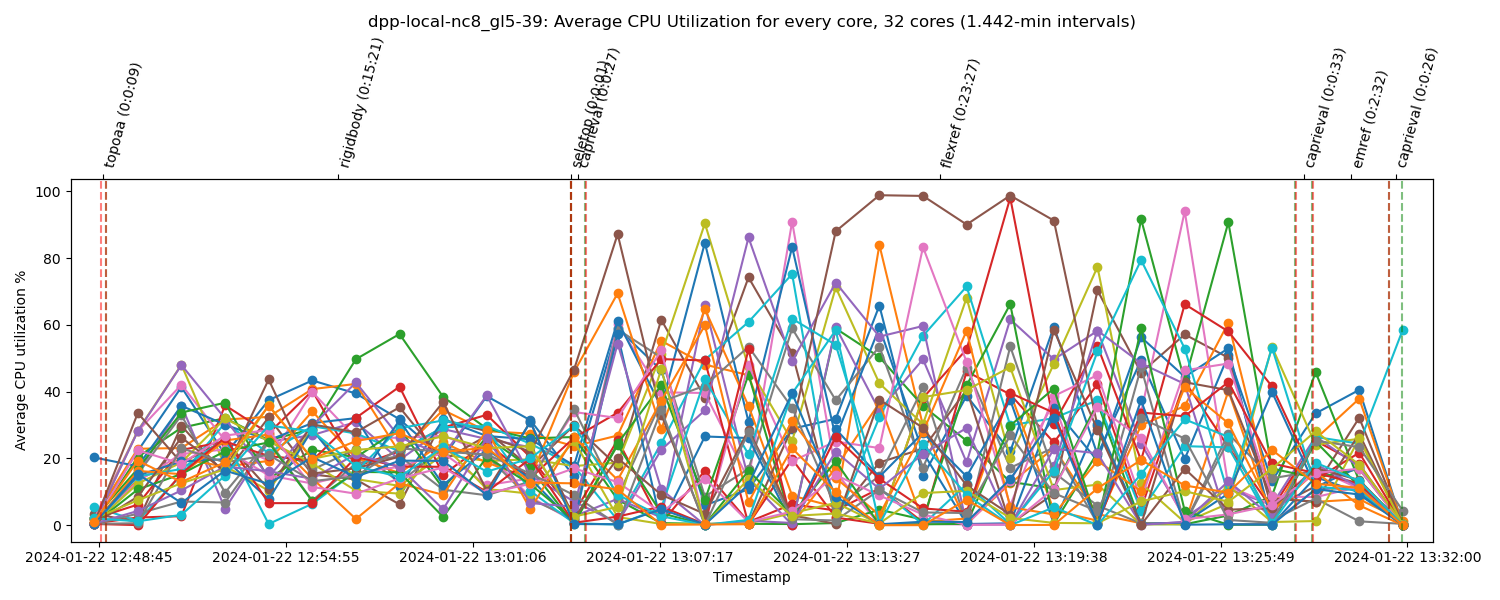 dpp-local-nc8_gl5-39: Average CPU Utilization for every core, 32 cores (1.442-min intervals)
topoaa (0:0:09)
rigidbody (0:15:21)
seletop (0:0:01)
caprieval (0:0:27)
flexref (0:23:27)
caprieval (0:0:33)
emref (0:2:32)
caprieval (0:0:26)
Average CPU utilization %
100
80
60
40
20
0
2024-01-22 12:48:45
2024-01-22 12:54:55
2024-01-22 13:01:06
2024-01-22 13:07:17
2024-01-22 13:13:27
2024-01-22 13:19:38
2024-01-22 13:25:49
2024-01-22 13:32:00
Timestamp